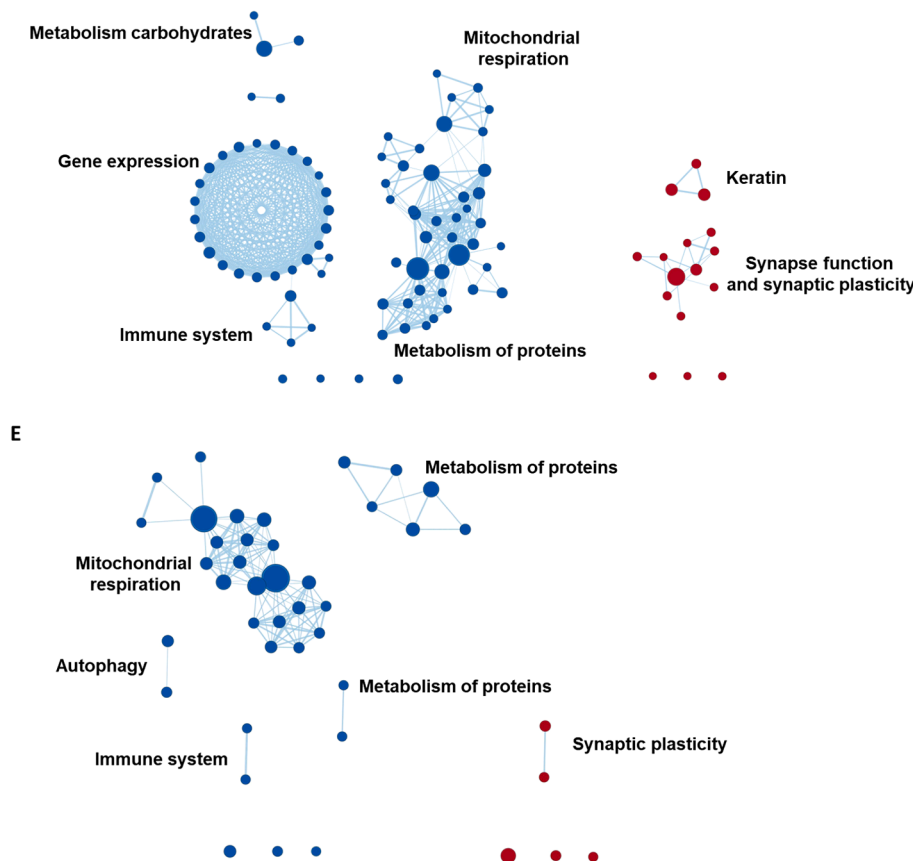 Metabolism carbohydrates
Mitochondrial
respiration
Gene expression
Keratin
Synapse function
and synaptic plasticity
Immune system
Metabolism of proteins
E
Metabolism of proteins
Mitochondrial
respiration
Autophagy
Metabolism of proteins
Immune system
Synaptic plasticity